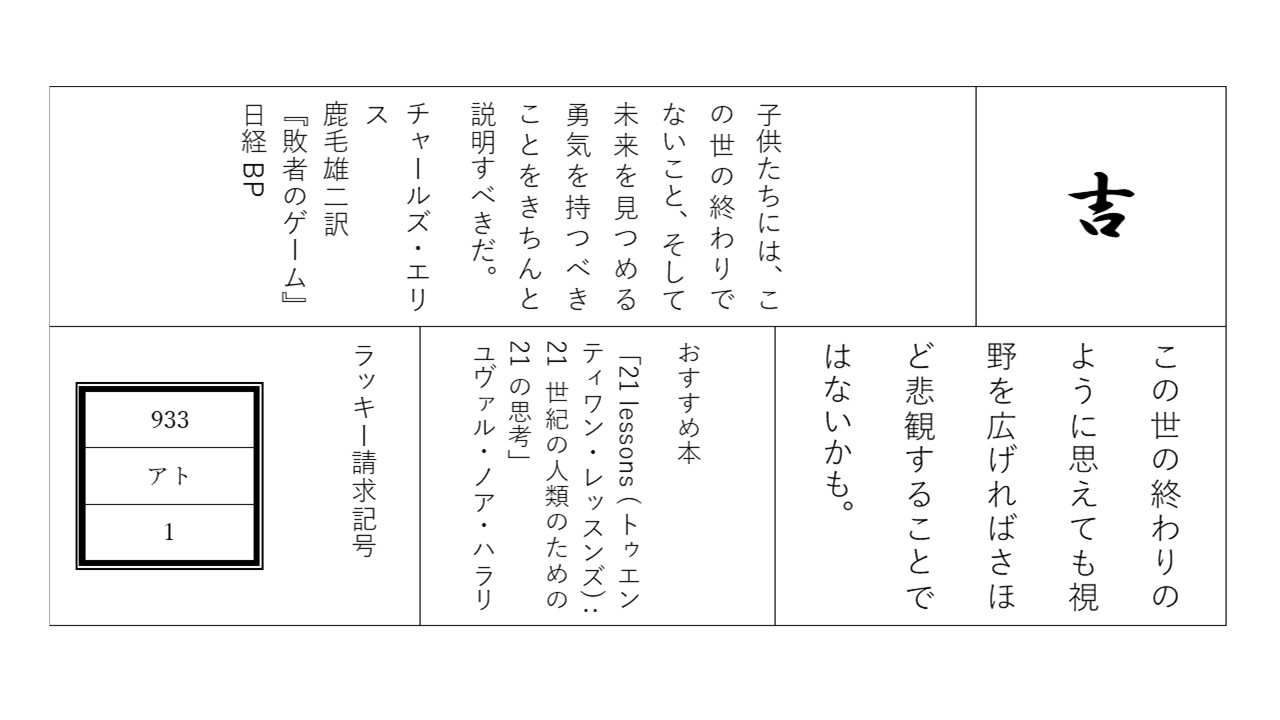 吉
子供たちには、こ
の世の終わりで
ないこと、そして
未来を見つめる
勇気を持つべき
ことをきちんと
説明すべきだ。
チャールズ・エリ
ス
鹿毛雄二訳
『敗者のゲーム』
日経 BP
この世の終わりの
ように思えても視
野を広げればさほ
ど悲観することで
はないかも。
おすすめ本
「21 lessons（トゥエン
ティワン・レッスンズ）:
21 世紀の人類のための
21 の思考」
ユヴァル・ノア・ハラリ
ラッキー請求記号
933
アト
1